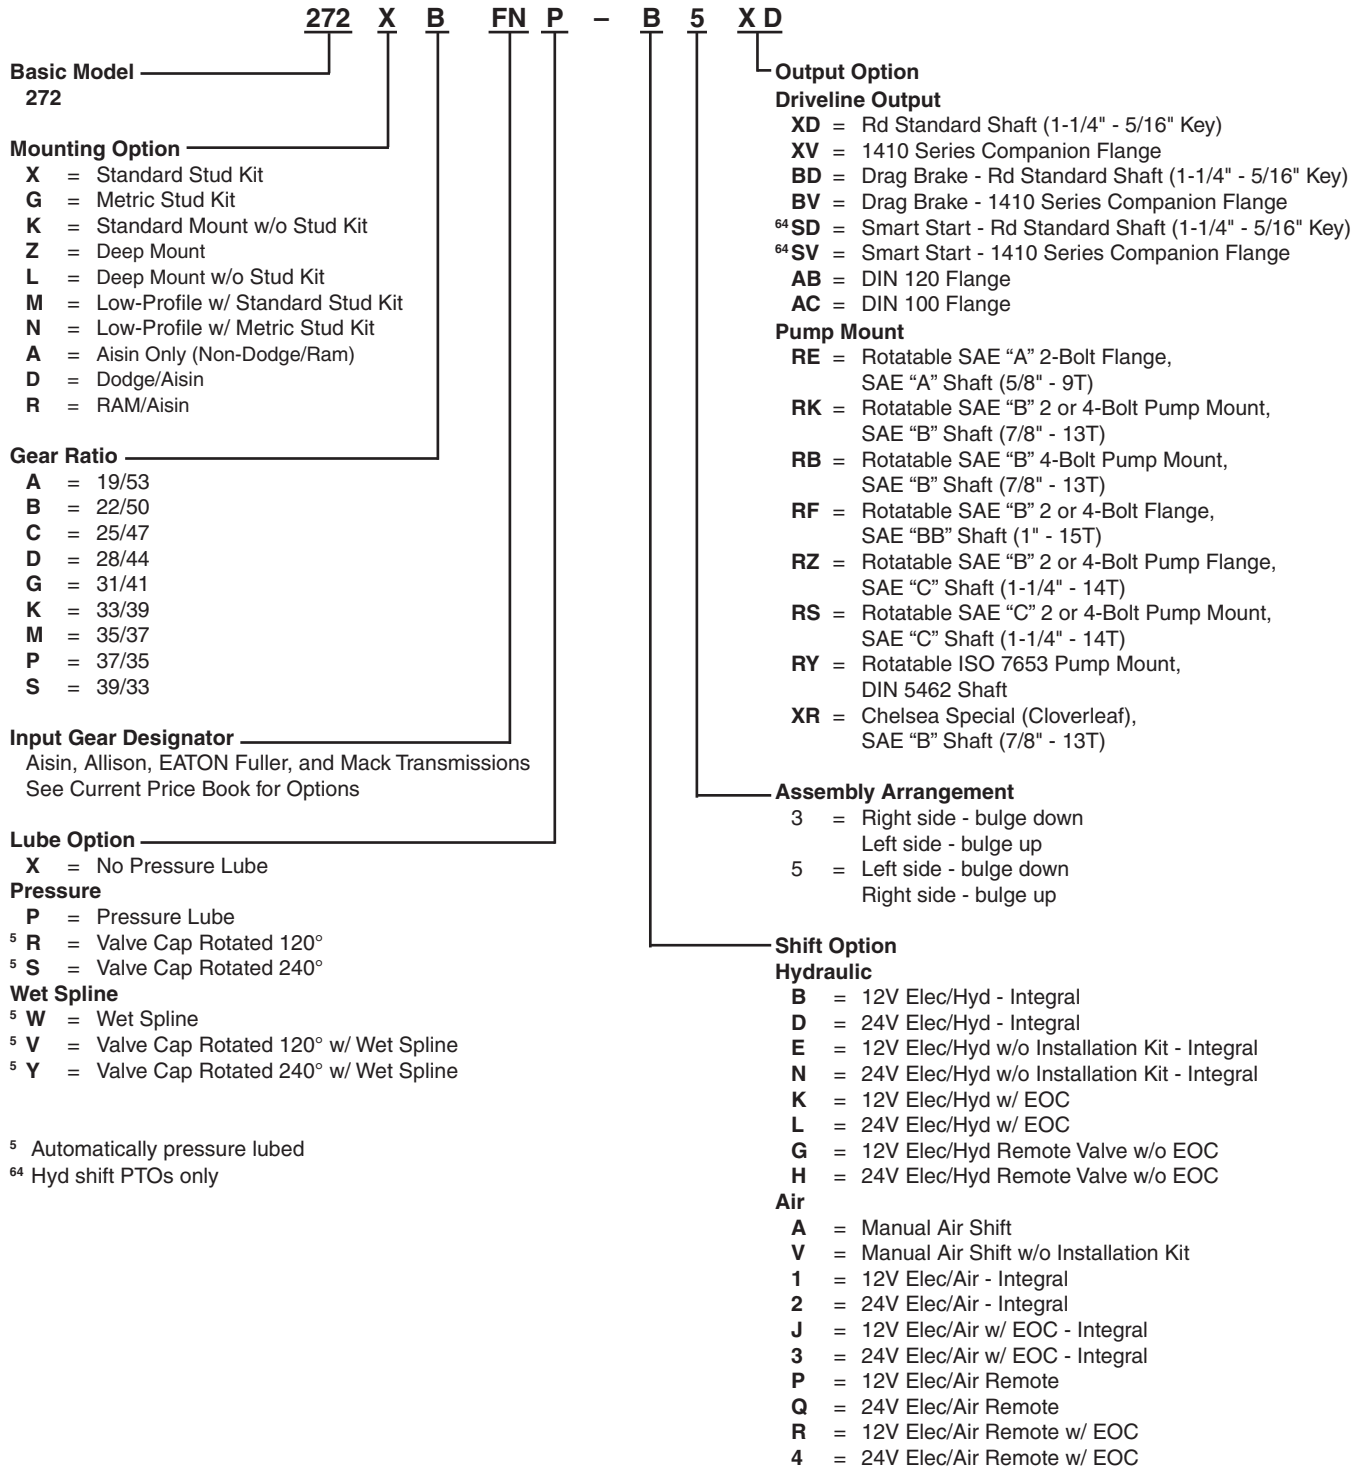 272 X B FN P – B 5 X D
Basic Model
272
Mounting Option
X = Standard Stud Kit
G = Metric Stud Kit
K = Standard Mount w/o Stud Kit
Z = Deep Mount
L = Deep Mount w/o Stud Kit
M = Low-Profile w/ Standard Stud Kit
N = Low-Profile w/ Metric Stud Kit
A = Aisin Only (Non-Dodge/Ram)
D = Dodge/Aisin
R = RAM/Aisin
Gear Ratio
A = 19/53
B = 22/50
C = 25/47
D = 28/44
G = 31/41
K = 33/39
M = 35/37
P = 37/35
S = 39/33
Input Gear Designator
Aisin, Allison, EATON Fuller, and Mack Transmissions
See Current Price Book for Options
Lube Option
X = No Pressure Lube
Pressure
P = Pressure Lube
5 R = Valve Cap Rotated 120°
5 S = Valve Cap Rotated 240°
Wet Spline
5 W = Wet Spline
5 V = Valve Cap Rotated 120° w/ Wet Spline
5 Y = Valve Cap Rotated 240° w/ Wet Spline
5 Automatically pressure lubed
64 Hyd shift PTOs only
Output Option
Driveline Output
XD = Rd Standard Shaft (1-1/4" - 5/16" Key)
XV = 1410 Series Companion Flange
BD = Drag Brake - Rd Standard Shaft (1-1/4" - 5/16" Key)
BV = Drag Brake - 1410 Series Companion Flange
64 SD = Smart Start - Rd Standard Shaft (1-1/4" - 5/16" Key)
64 SV = Smart Start - 1410 Series Companion Flange
AB = DIN 120 Flange
AC = DIN 100 Flange
Pump Mount
RE = Rotatable SAE “A” 2-Bolt Flange,
SAE “A” Shaft (5/8" - 9T)
RK = Rotatable SAE “B” 2 or 4-Bolt Pump Mount,
SAE “B” Shaft (7/8" - 13T)
RB = Rotatable SAE “B” 4-Bolt Pump Mount,
SAE “B” Shaft (7/8" - 13T)
RF = Rotatable SAE “B” 2 or 4-Bolt Flange,
SAE “BB” Shaft (1" - 15T)
RZ = Rotatable SAE “B” 2 or 4-Bolt Pump Flange,
SAE “C” Shaft (1-1/4" - 14T)
RS = Rotatable SAE “C” 2 or 4-Bolt Pump Mount,
SAE “C” Shaft (1-1/4" - 14T)
RY = Rotatable ISO 7653 Pump Mount,
DIN 5462 Shaft
XR = Chelsea Special (Cloverleaf),
SAE “B” Shaft (7/8" - 13T)
Assembly Arrangement
3 = Right side - bulge down
Left side - bulge up
5 = Left side - bulge down
Right side - bulge up
Shift Option
Hydraulic
B = 12V Elec/Hyd - Integral
D = 24V Elec/Hyd - Integral
E = 12V Elec/Hyd w/o Installation Kit - Integral
N = 24V Elec/Hyd w/o Installation Kit - Integral
K = 12V Elec/Hyd w/ EOC
L = 24V Elec/Hyd w/ EOC
G = 12V Elec/Hyd Remote Valve w/o EOC
H = 24V Elec/Hyd Remote Valve w/o EOC
Air
A = Manual Air Shift
V = Manual Air Shift w/o Installation Kit
1 = 12V Elec/Air - Integral
2 = 24V Elec/Air - Integral
J = 12V Elec/Air w/ EOC - Integral
3 = 24V Elec/Air w/ EOC - Integral
P = 12V Elec/Air Remote
Q = 24V Elec/Air Remote
R = 12V Elec/Air Remote w/ EOC
4 = 24V Elec/Air Remote w/ EOC